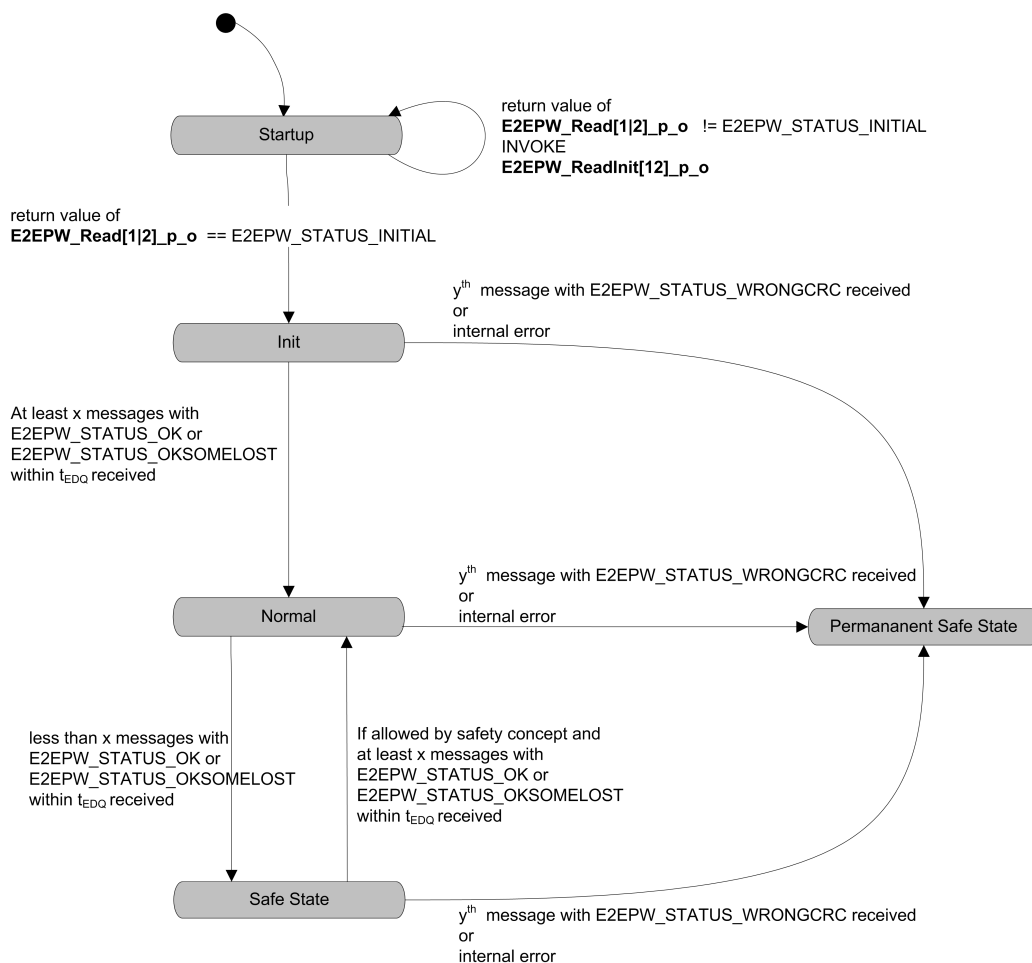 return value of
E2EPW_Read[1|2]_p_o != E2EPW_STATUS_INITIAL
INVOKE
E2EPW_ReadInit[12]_p_o
Startup
return value of
E2EPW_Read[1|2]_p_o == E2EPW_STATUS_INITIAL
yth message with E2EPW_STATUS_WRONGCRC received
or
internal error
Init
At least x messages with
E2EPW_STATUS_OK or
E2EPW_STATUS_OKSOMELOST
within tEDQ received
yth message with E2EPW_STATUS_WRONGCRC received
or
internal error
Normal
Permananent Safe State
less than x messages with
E2EPW_STATUS_OK or
E2EPW_STATUS_OKSOMELOST
within tEDQ received
If allowed by safety concept and
at least x messages with
E2EPW_STATUS_OK or
E2EPW_STATUS_OKSOMELOST
within tEDQ received
Safe State
yth message with E2EPW_STATUS_WRONGCRC received
or
internal error